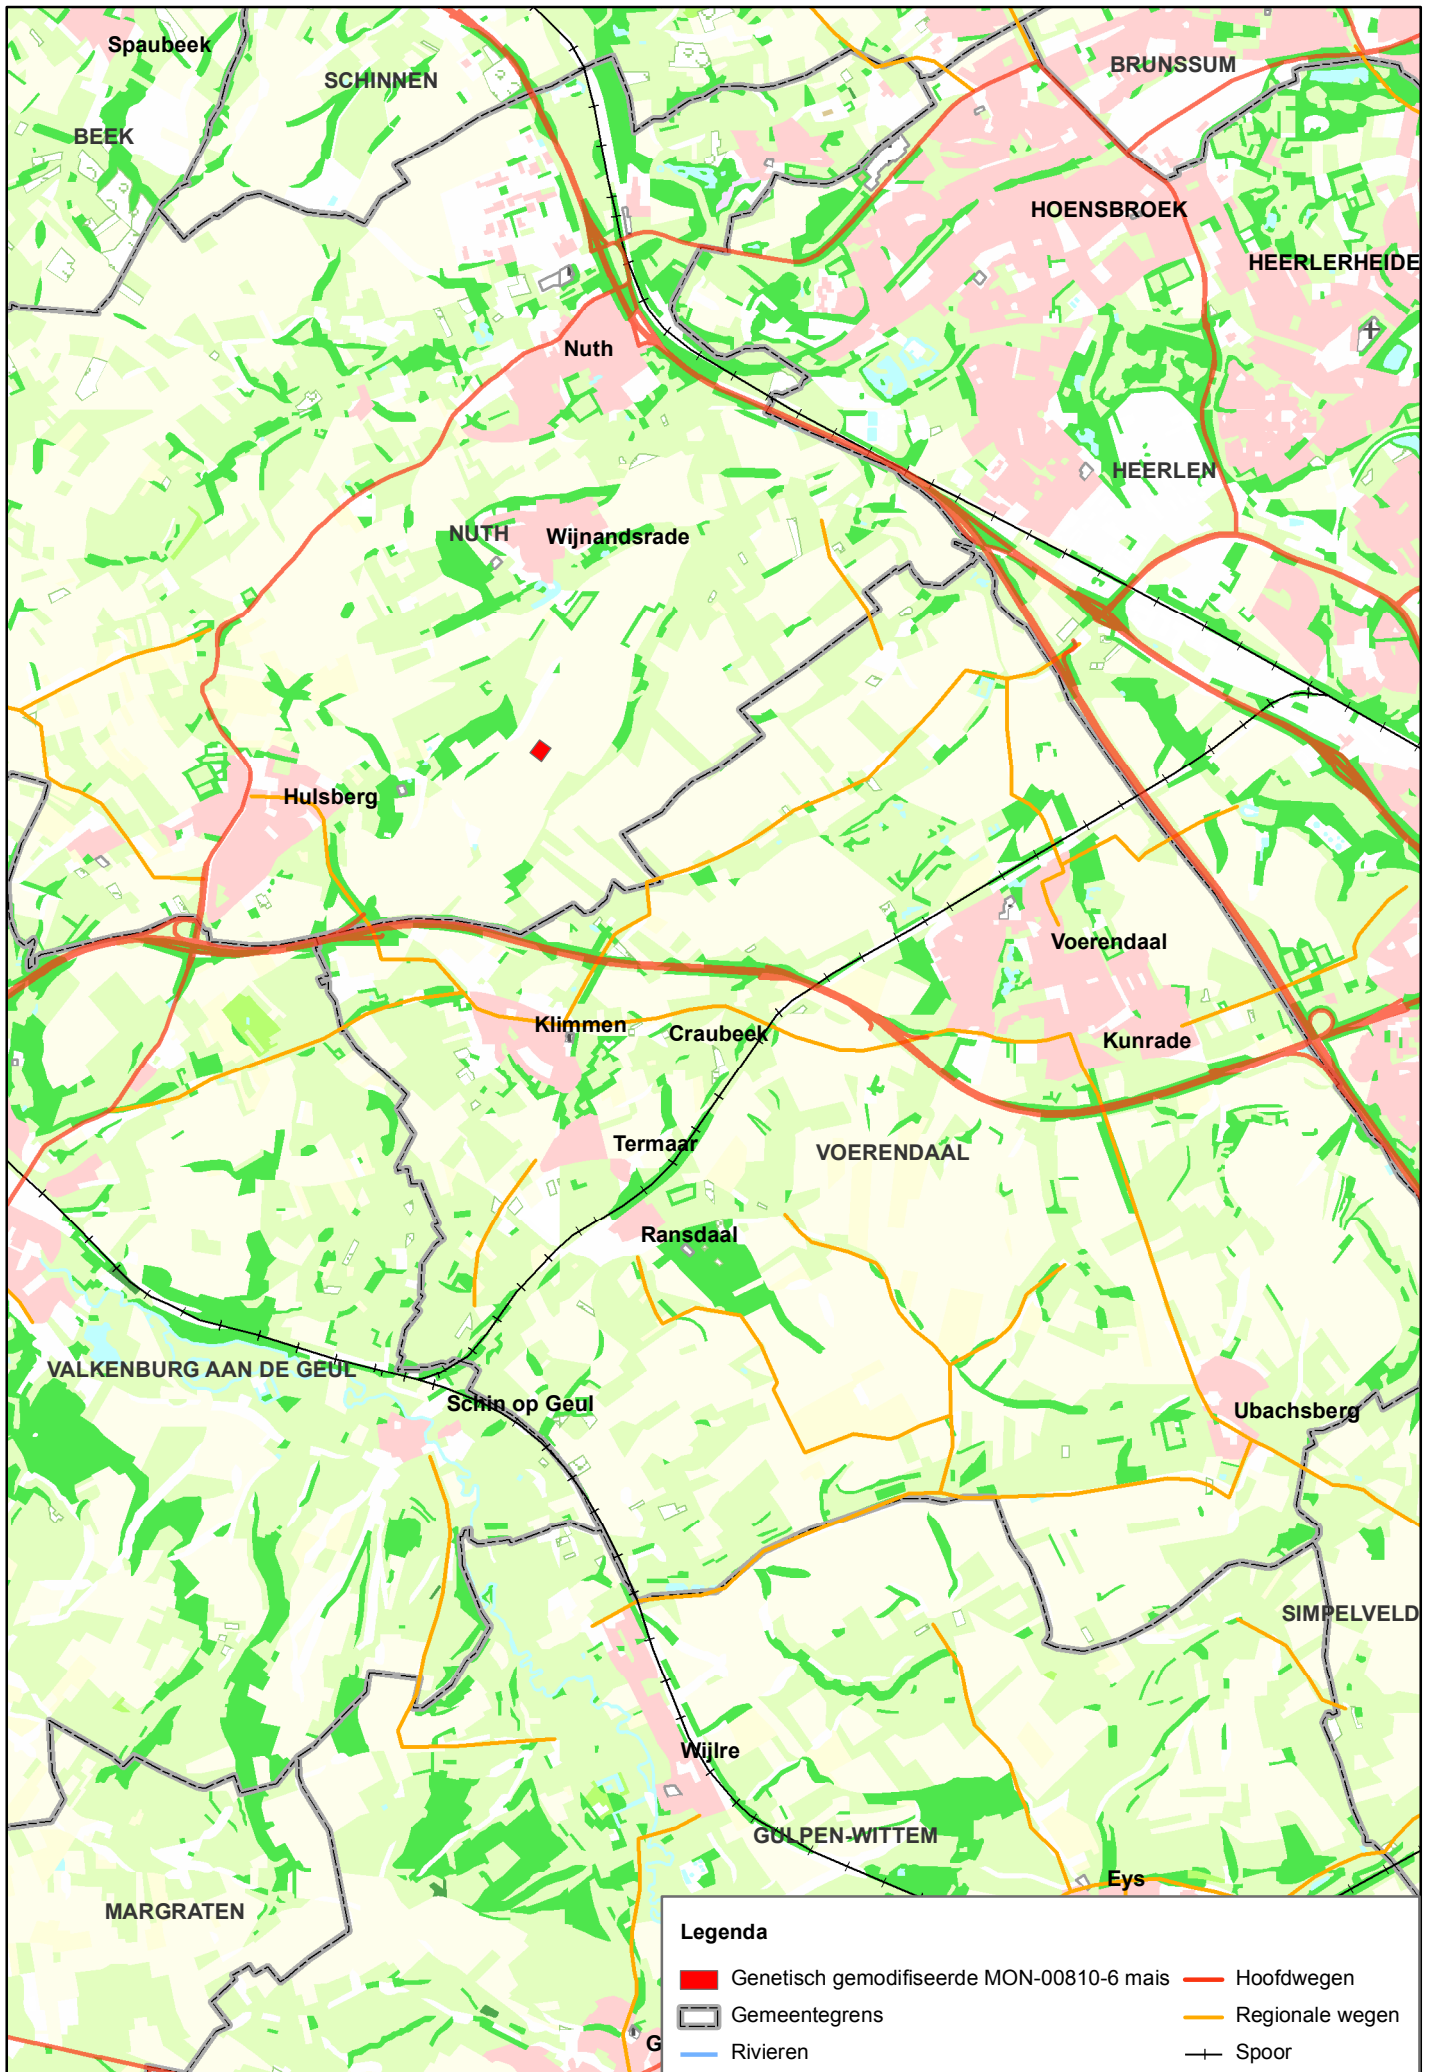 Spaubeek
SCHINNEN
BRUNSSUM
BEEK
HOENSBROEK
HEERLERHEIDE
Nuth
HEERLEN
NUTH
Wijnandsrade
Hulsberg
Voerendaal
Klimmen
Craubeek
Kunrade
Termaar
VOERENDAAL
Ransdaal
VALKENBURG AAN DE GEUL
Schin op Geul
Ubachsberg
SIMPELVELD
Wijlre
GULPEN-WITTEM
Eys
MARGRATEN
G
Legenda
Genetisch gemodifiseerde MON-00810-6 mais
Hoofdwegen
Gemeentegrens
Regionale wegen
Rivieren
Spoor